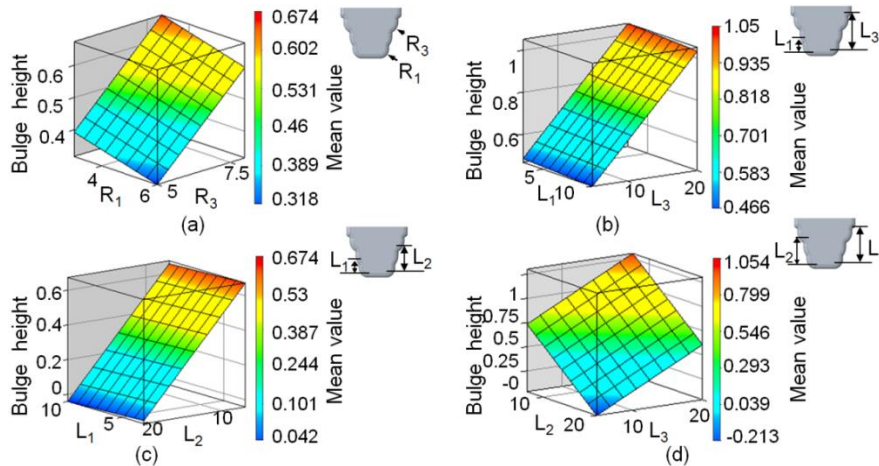 Bulge height
0.6
0.5
0.4
4
6
R1
5
7.5
R3
0.674
0.602
0.531
0.46
0.389
0.318
Mean value
R3
R1
(a)
Bulge height
1
0.8
0.6
5
10
L1
10
20
L3
1.05
0.935
0.818
0.701
0.583
0.466
Mean value
L1
L3
(b)
Bulge height
0.6
0.4
0.2
0
10
5
L1
20
10
L2
0.674
0.53
0.387
0.244
0.101
0.042
Mean value
L1
L2
(c)
Bulge height
1
0.75
0.5
0.25
-0
10
20
L2
10
20
L3
1.054
0.799
0.546
0.293
0.039
-0.213
Mean value
L2
L
(d)